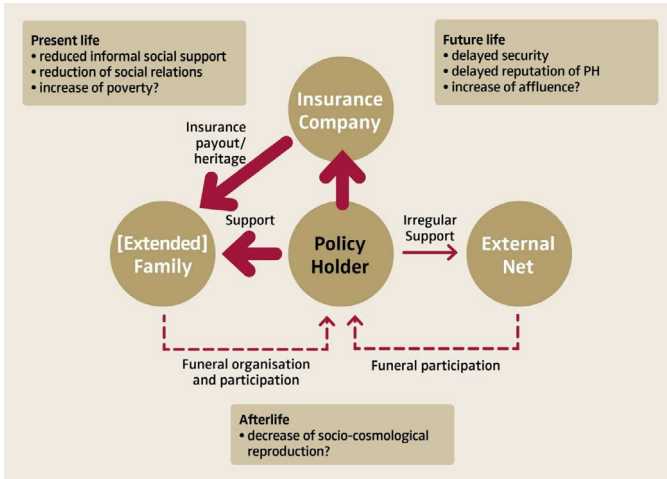 Present life
• reduced informal social support
• reduction of social relations
• increase of poverty?
Future life
• delayed security
• delayed reputation of PH
• increase of affluence?
Insurance
Company
Insurance
payout/
heritage
Support
[Extended]
Family
Policy
Holder
Irregular
Support
External
Net
Funeral organisation
and participation
Funeral participation
Afterlife
• decrease of socio-cosmological
reproduction?